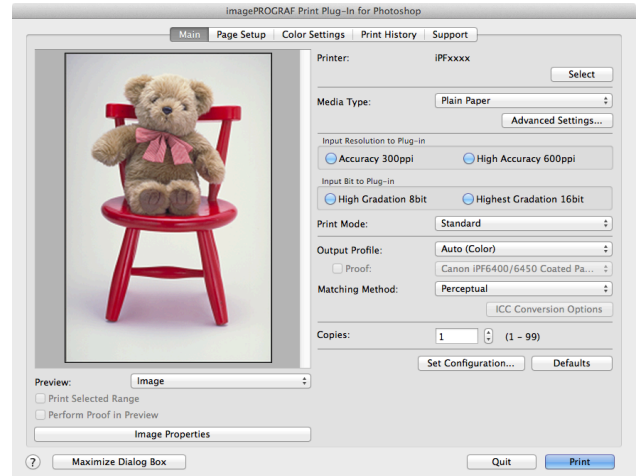 imagePROGRAF Print Plug-In for Photoshop
Main Page Setup Color Settings Print History Support
Printer: iPFxxxx
Select
Media Type: Plain Paper
Advanced Settings...
Input Resolution to Plug-in
Accuracy 300ppi High Accuracy 600ppi
Input Bit to Plug-in
High Gradation 8bit Highest Gradation 16bit
Print Mode: Standard
Output Profile: Auto (Color)
Proof: Canon iPF6400/6450 Coated Pa...
Matching Method: Perceptual
ICC Conversion Options
Copies: 1 (1 – 99)
Set Configuration... Defaults
Preview: Image
Print Selected Range
Perform Proof in Preview
Image Properties
? Maximize Dialog Box Quit Print